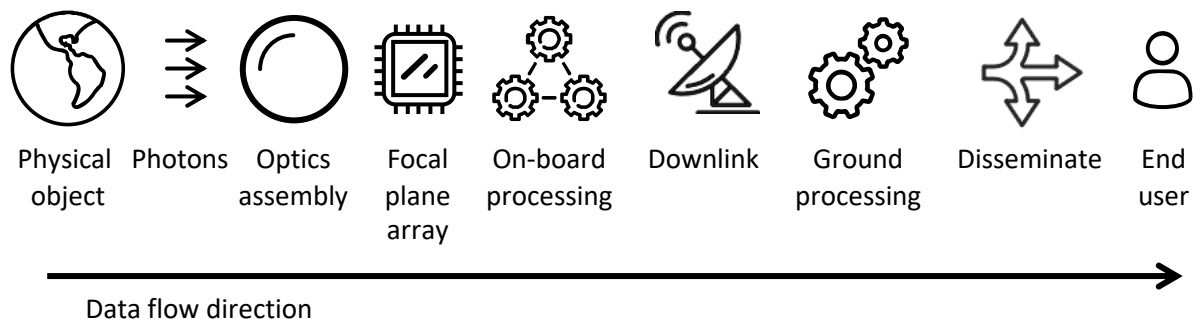 Physical object
Photons
Optics assembly
Focal plane array
On-board processing
Downlink
Ground processing
Disseminate
End user
Data flow direction